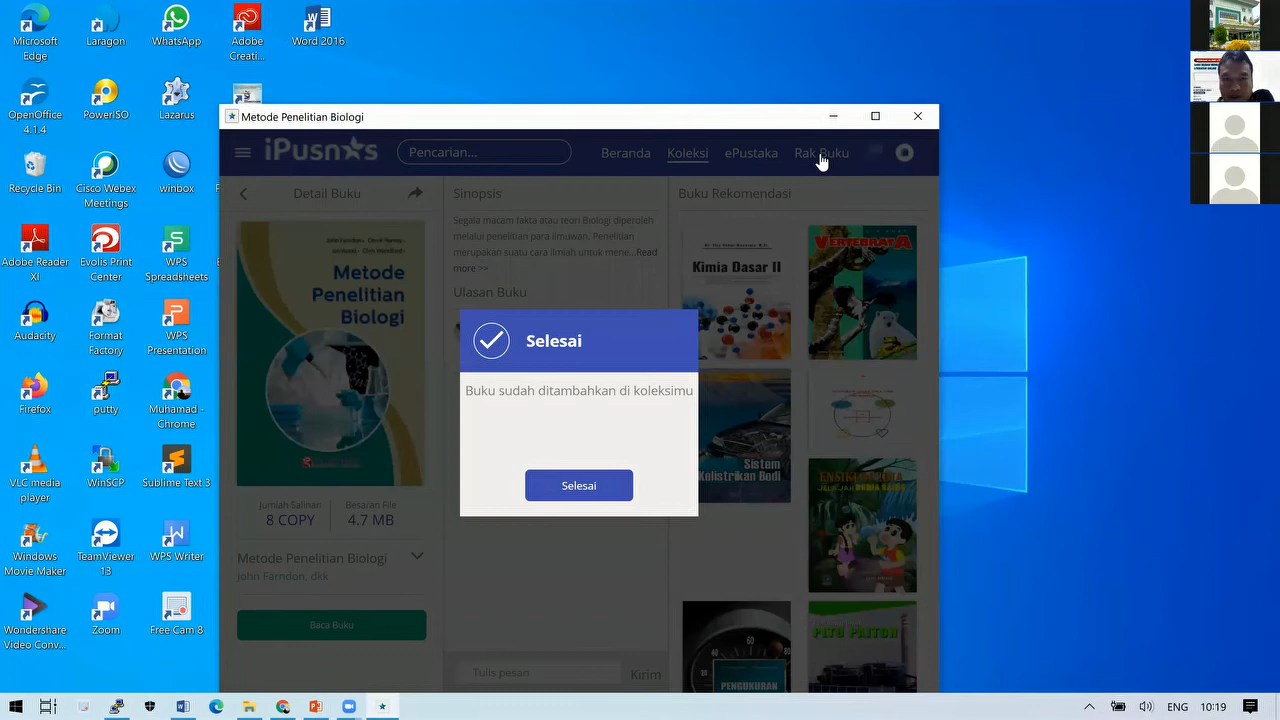 Microsoft
Edge
Laragon
WhatsApp
Adobe
Creati...
Word 2016
OpenOffice
4.1.4
PowerISO
Lazarus
Recycle Bin
Cisco Webex
Meetings
winbox
Adobe Reader
Xi
Evolis Print
Center
WPS
Spreadsheets
Audacity
Format
Factory
WPS
Presentation
Firefox
putty
Muhamad -
Chrome
VLC media
player
WinSCP
Sublime Text 3
Windows
Movie Maker
TeamViewer
13
WPS Writer
Wondershare
Video Conv...
Zoom
Free Cam 8
Metode Penelitian Biologi
iPusnas
Pencarian...
Beranda
Koleksi
ePustaka
Rak Buku
Detail Buku
Metode
Penelitian
Biologi
Jumlah Salinan
8 COPY
Besaran File
4.7 MB
Metode Penelitian Biologi
john Farndon, dkk
Baca Buku
Sinopsis
Segala macam fakta atau teori Biologi diperoleh
melalui penelitian para ilmuwan. Penelitian
merupakan suatu cara ilmiah untuk mene...Read
more >>
Ulasan Buku
Selesai
Buku sudah ditambahkan di koleksimu
Selesai
Tulis pesan
Kirim
Buku Rekomendasi
Kimia Dasar II
VERTEBRATA
Sistem
Kelistrikan Bodi
PENGUKURAN
PLTU PAITON
ENG
10:19